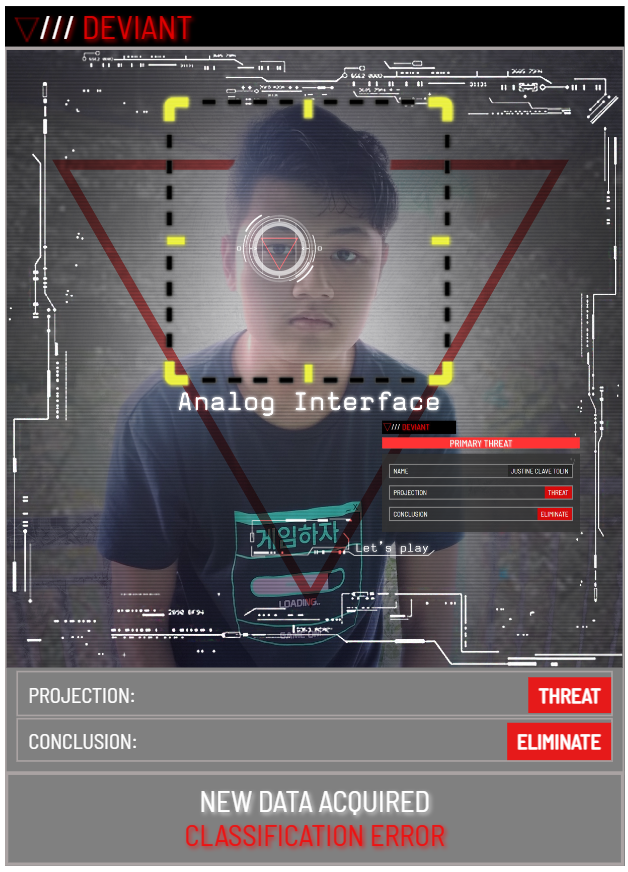 /// DEVIANT
Analog Interface
/// DEVIANT
PRIMARY THREAT
NAME JUSTINE CLAVE TOLIN
PROJECTION THREAT
CONCLUSION ELIMINATE
게임하자
Let's play
LOADING..
PROJECTION: THREAT
CONCLUSION: ELIMINATE
NEW DATA ACQUIRED
CLASSIFICATION ERROR